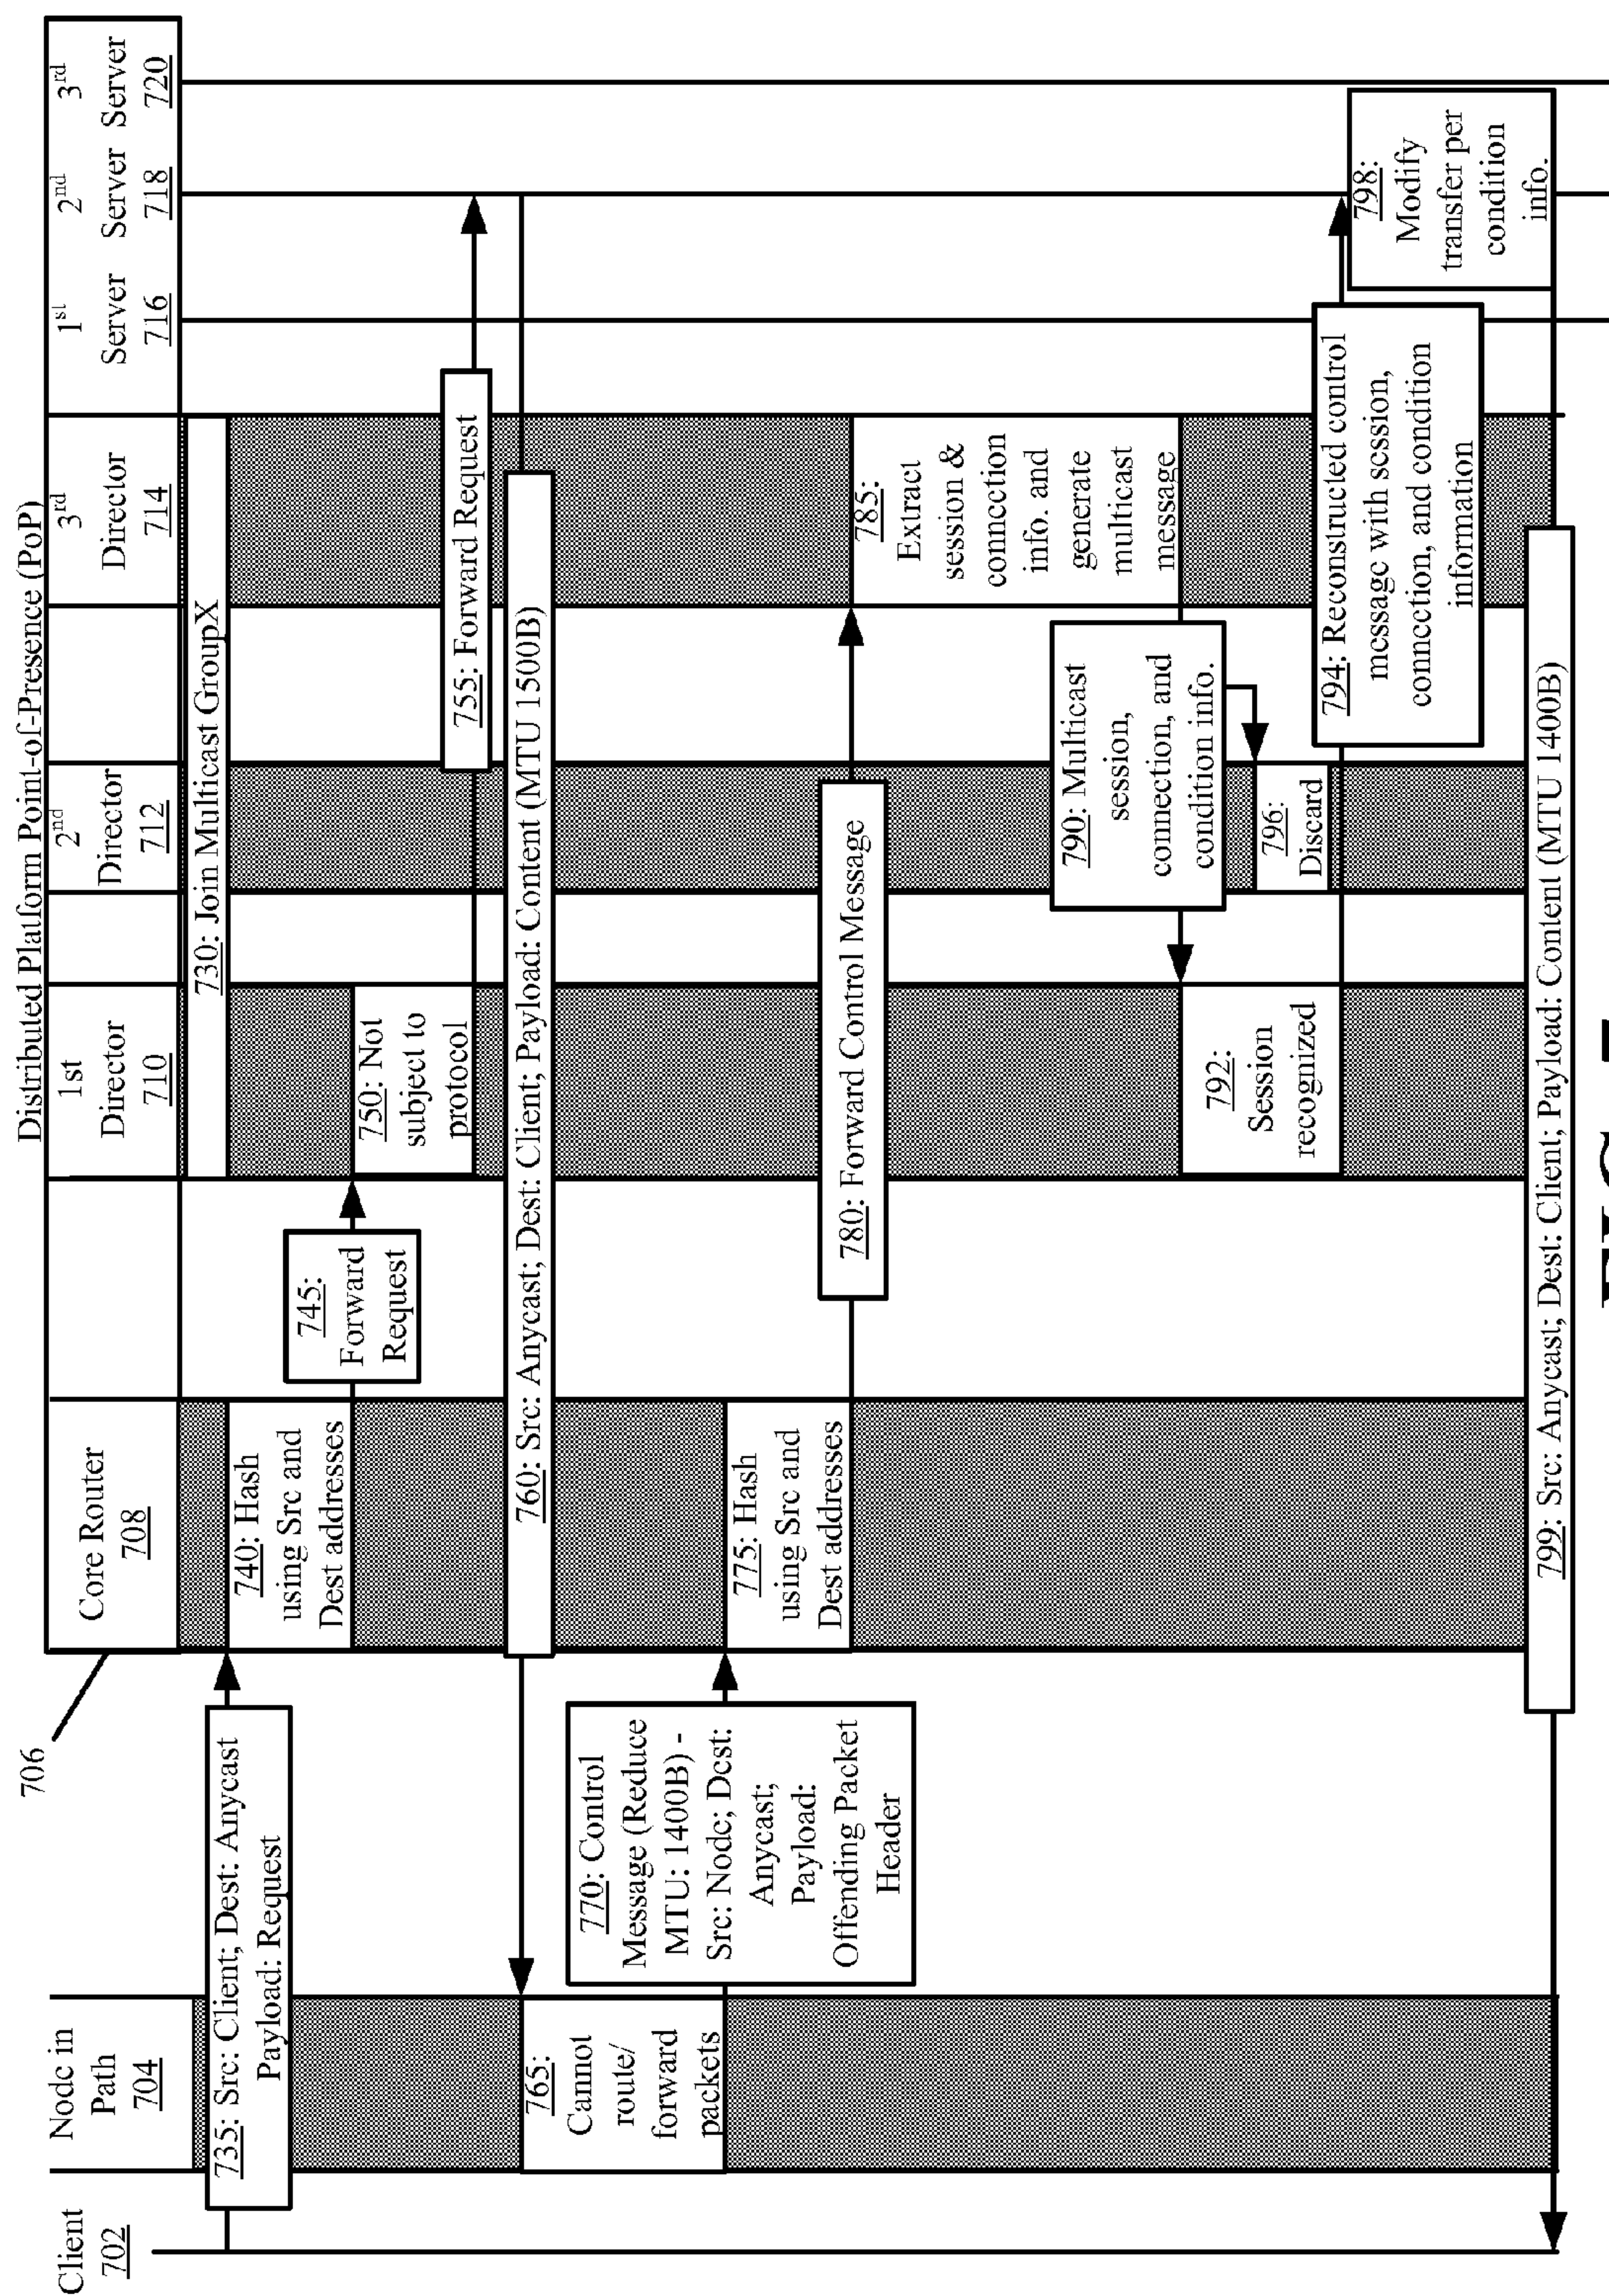 Distributed Platform Point-of-Presence (PoP)
Client
702
Node in
Path
704
706
Core Router
708
1st
Director
710
2nd
Director
712
3rd
Director
714
1st
Server
716
2nd
Server
718
3rd
Server
720
730: Join Multicast GroupX
735: Src: Client; Dest: Anycast
Payload: Request
740: Hash
using Src and
Dest addresses
745:
Forward
Request
750: Not
subject to
protocol
755: Forward Request
760: Src: Anycast; Dest: Client; Payload: Content (MTU 1500B)
765:
Cannot
route/
forward
packets
770: Control
Message (Reduce
MTU: 1400B) -
Src: Node; Dest:
Anycast;
Payload:
Offending Packet
Header
775: Hash
using Src and
Dest addresses
780: Forward Control Message
785:
Extract
session &
connection
info. and
generate
multicast
message
790: Multicast
session,
connection, and
condition info.
792:
Session
recognized
796:
Discard
794: Reconstructed control
message with session,
connection, and condition
information
798:
Modify
transfer per
condition
info.
799: Src: Anycast; Dest: Client; Payload: Content (MTU 1400B)